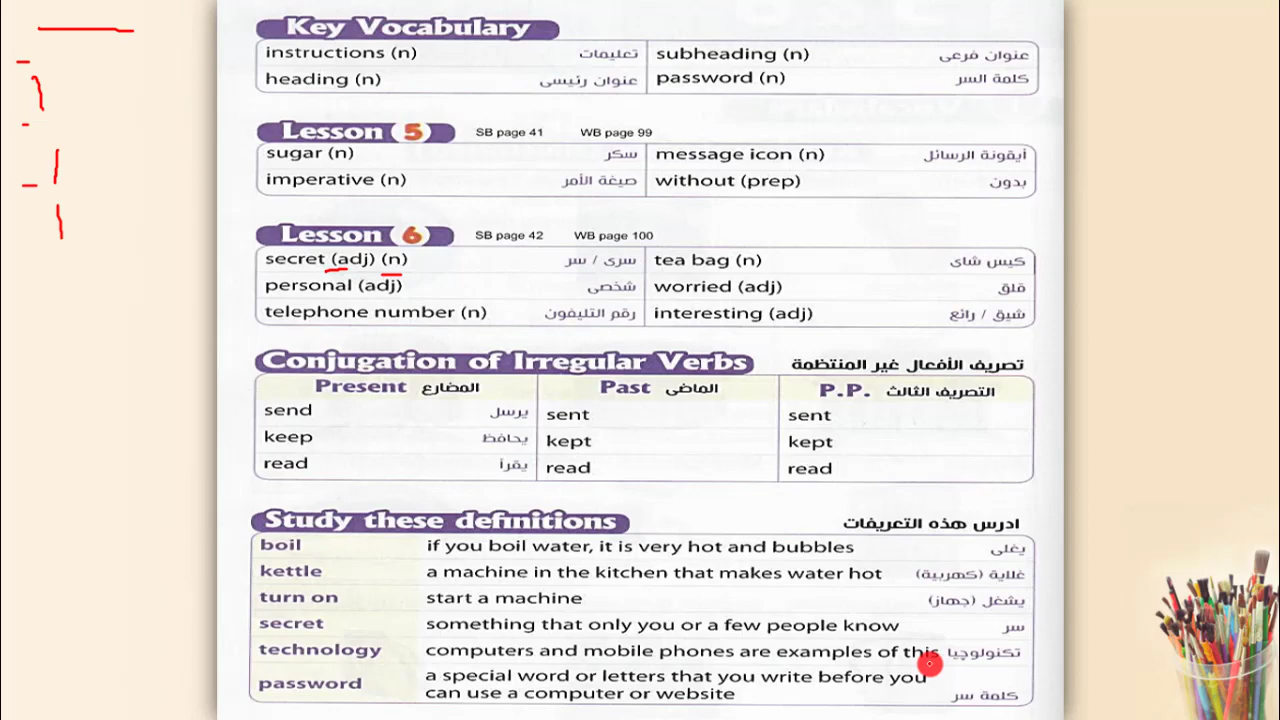 Key Vocabulary
instructions (n) تعليمات subheading (n) عنوان فرعى
heading (n) عنوان رئيسى password (n) كلمة السر
Lesson (5) SB page 41 WB page 99
sugar (n) سكر message icon (n) أيقونة الرسائل
imperative (n) صيغة الأمر without (prep) بدون
Lesson (6) SB page 42 WB page 100
secret (adj) (n) سرى / سر tea bag (n) كيس شاى
personal (adj) شخصى worried (adj) قلق
telephone number (n) رقم التليفون interesting (adj) شيق / رائع
Conjugation of Irregular Verbs تصريف الأفعال غير المنتظمة
Present المضارع Past الماضى P.P. التصريف الثالث
send يرسل sent sent
keep يحافظ kept kept
read يقرأ read read
Study these definitions ادرس هذه التعريفات
boil if you boil water, it is very hot and bubbles يغلى
kettle a machine in the kitchen that makes water hot غلاية (كهربية)
turn on start a machine يشغل (جهاز)
secret something that only you or a few people know سر
technology computers and mobile phones are examples of this تكنولوچيا
password a special word or letters that you write before you
can use a computer or website كلمة سر